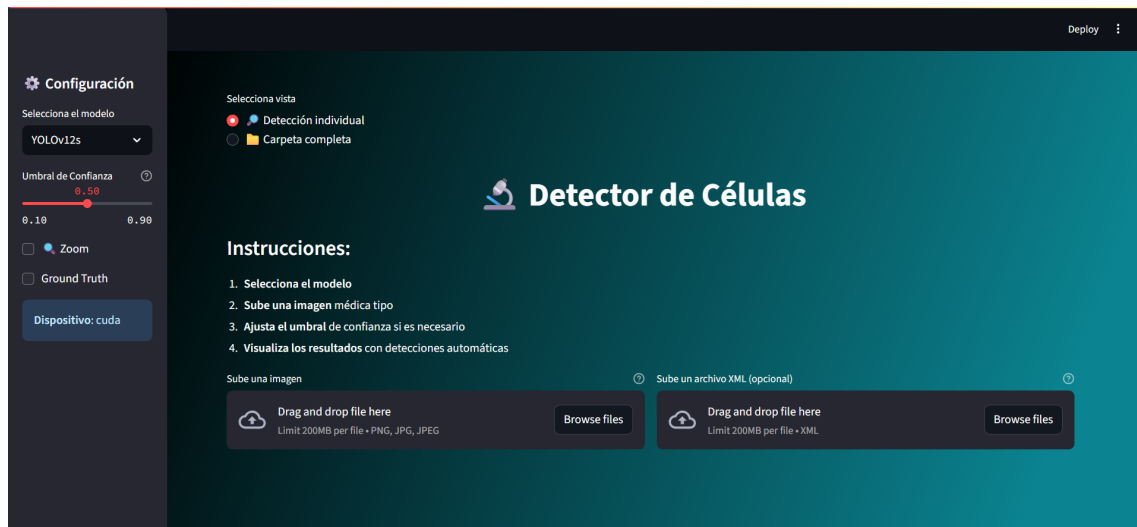 Deploy
Configuración
Selecciona el modelo
YOLOv12s
Umbral de Confianza
0.50
0.10 0.90
Zoom
Ground Truth
Dispositivo: cuda
Selecciona vista
Detección individual
Carpeta completa
Detector de Células
Instrucciones:
1. Selecciona el modelo
2. Sube una imagen médica tipo
3. Ajusta el umbral de confianza si es necesario
4. Visualiza los resultados con detecciones automáticas
Sube una imagen
Drag and drop file here
Limit 200MB per file • PNG, JPG, JPEG
Browse files
Sube un archivo XML (opcional)
Drag and drop file here
Limit 200MB per file • XML
Browse files